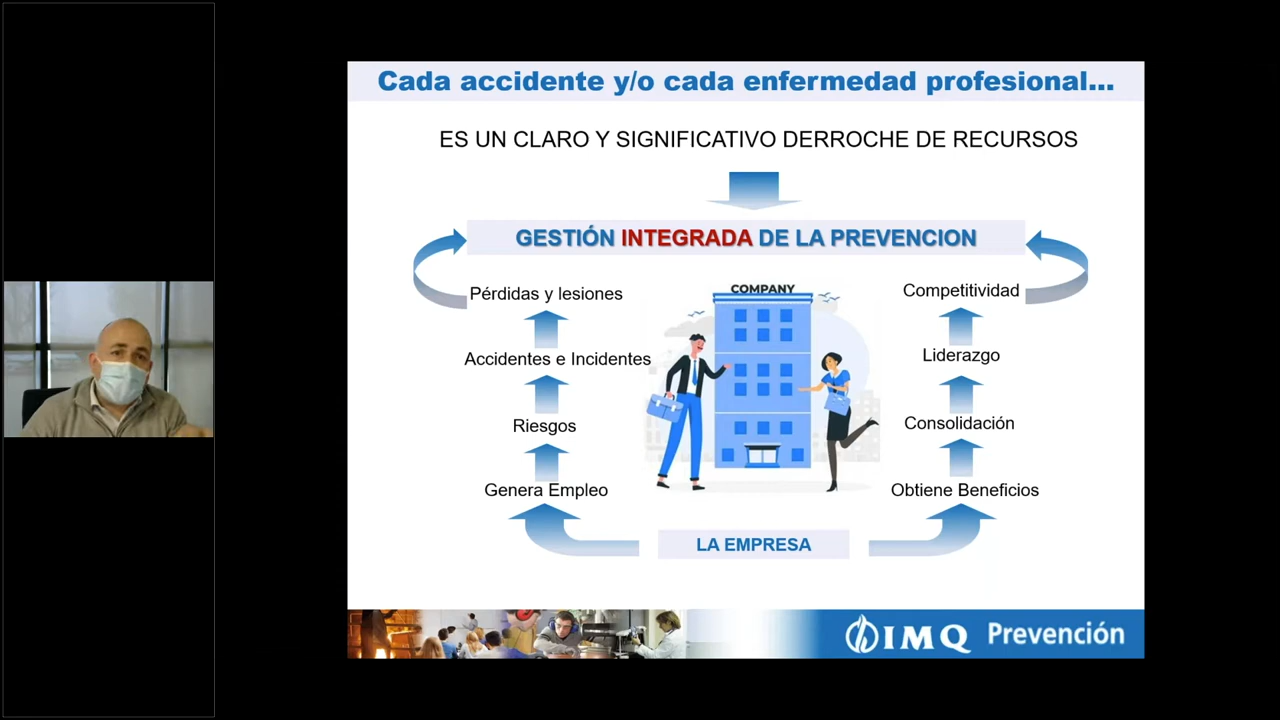 Cada accidente y/o cada enfermedad profesional...
ES UN CLARO Y SIGNIFICATIVO DERROCHE DE RECURSOS
GESTIÓN INTEGRADA DE LA PREVENCION
Pérdidas y lesiones
Accidentes e Incidentes
Riesgos
Genera Empleo
COMPANY
Competitividad
Liderazgo
Consolidación
Obtiene Beneficios
LA EMPRESA
IMQ Prevención